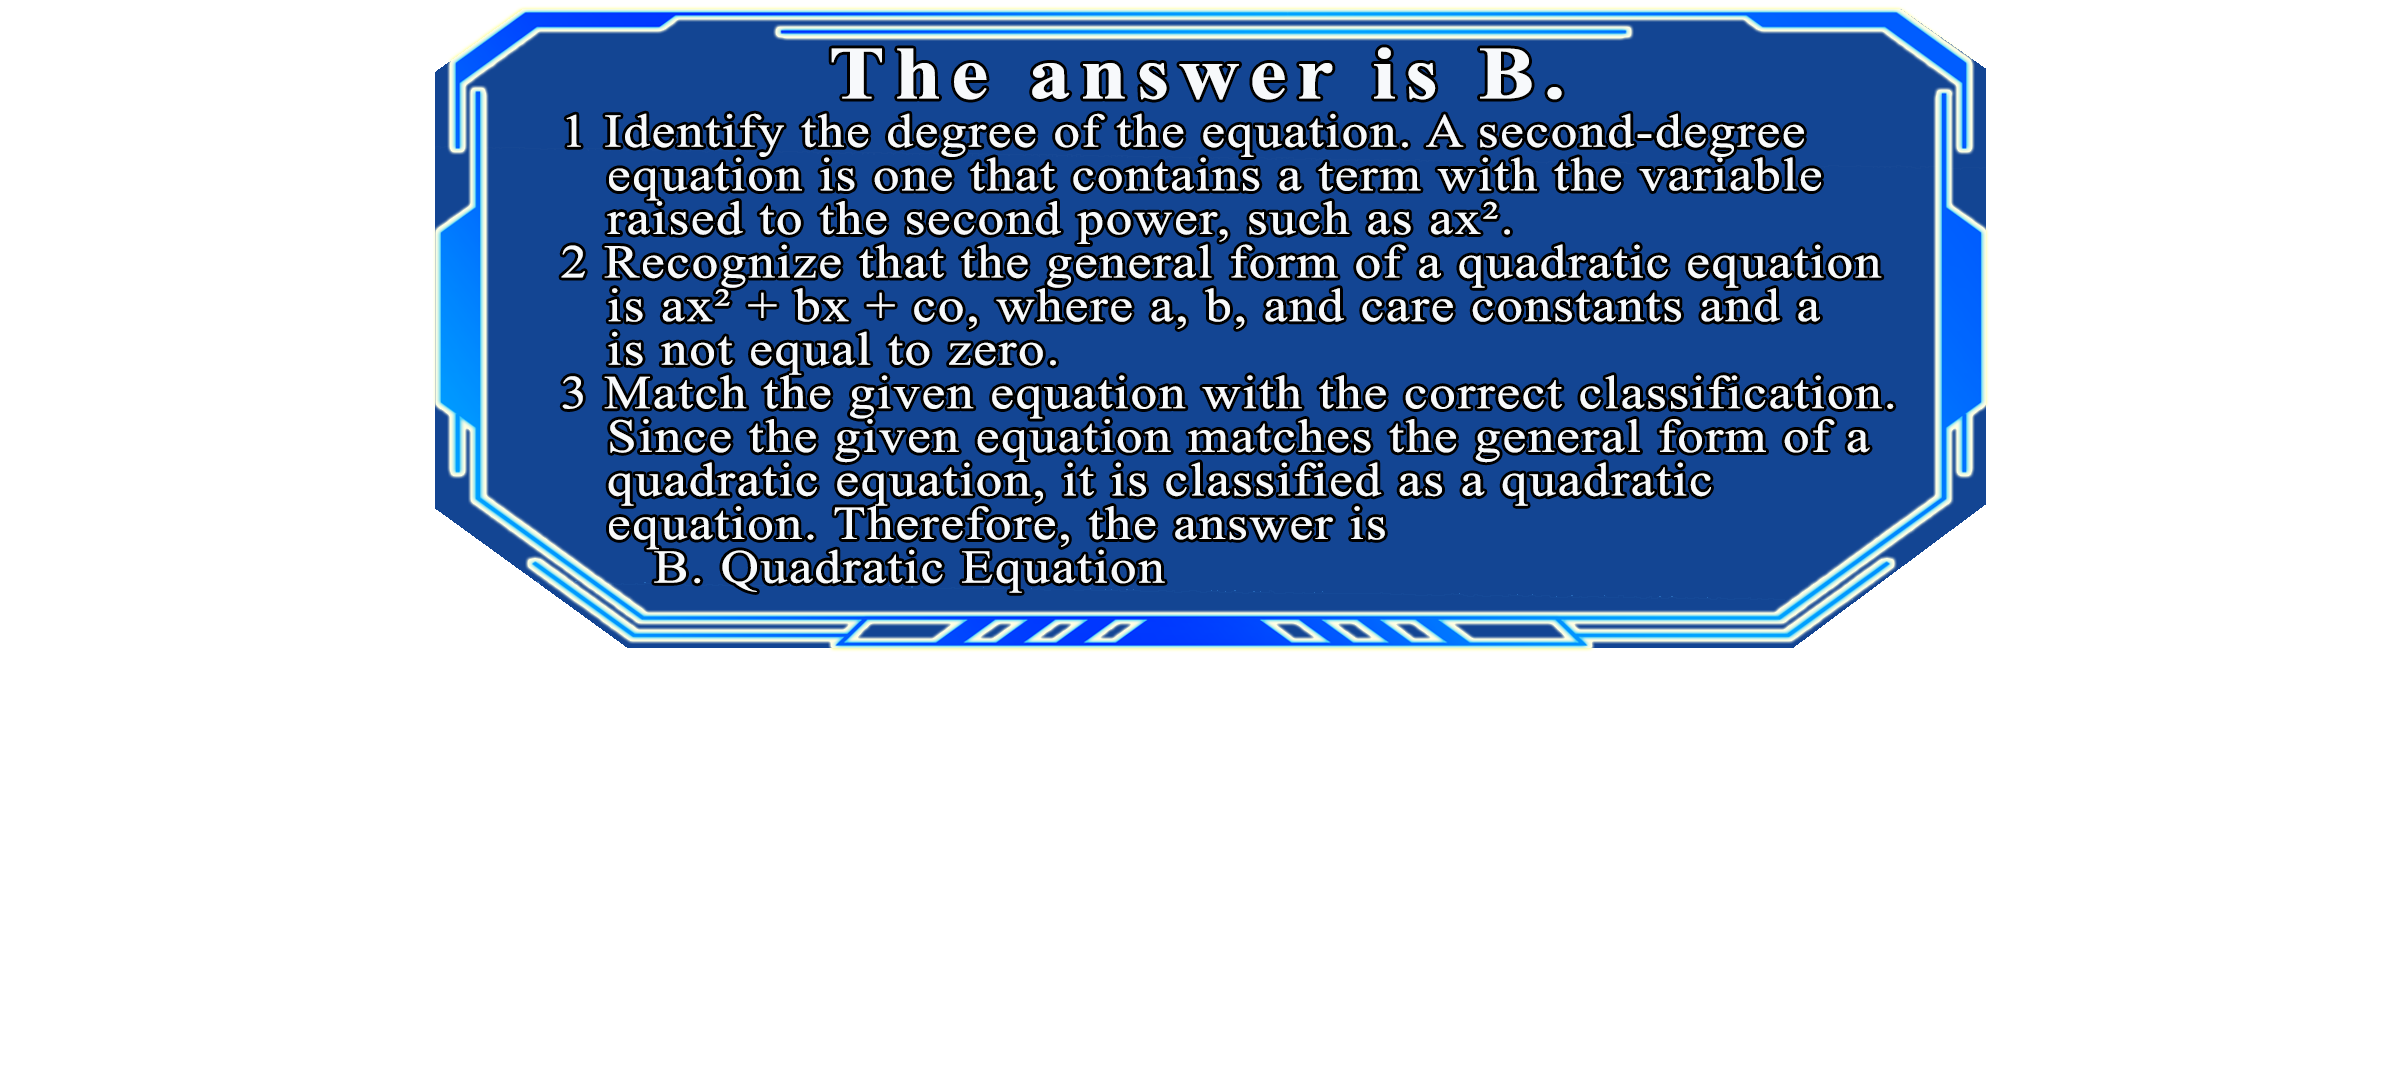 The answer is B.
1 Identify the degree of the equation. A second-degree
equation is one that contains a term with the variable
raised to the second power, such as ax².
2 Recognize that the general form of a quadratic equation
is ax² + bx + co, where a, b, and care constants and a
is not equal to zero.
3 Match the given equation with the correct classification.
Since the given equation matches the general form of a
quadratic equation, it is classified as a quadratic
equation. Therefore, the answer is
B. Quadratic Equation